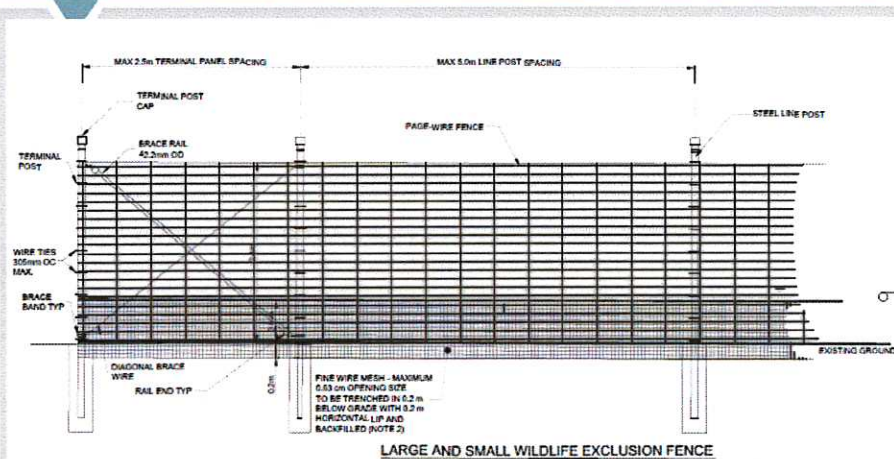 MAX 2.5m TERMINAL PANEL SPACING
MAX 5.0m LINE POST SPACING
TERMINAL POST
CAP
STEEL LINE POST
PAGE-WIRE FENCE
BRACE RAIL
42.2mm OD
TERMINAL
POST
WIRE TIES
305mm OC
MAX.
BRACE
BAND TYP
EXISTING GROUND
DIAGONAL BRACE
WIRE
RAIL END TYP
0.2m
FINE WIRE MESH - MAXIMUM
0.63 cm OPENING SIZE
TO BE TRENCHED IN 0.2 m
BELOW GRADE WITH 0.2 m
HORIZONTAL LIP AND
BACKFILLED (NOTE 2)
LARGE AND SMALL WILDLIFE EXCLUSION FENCE